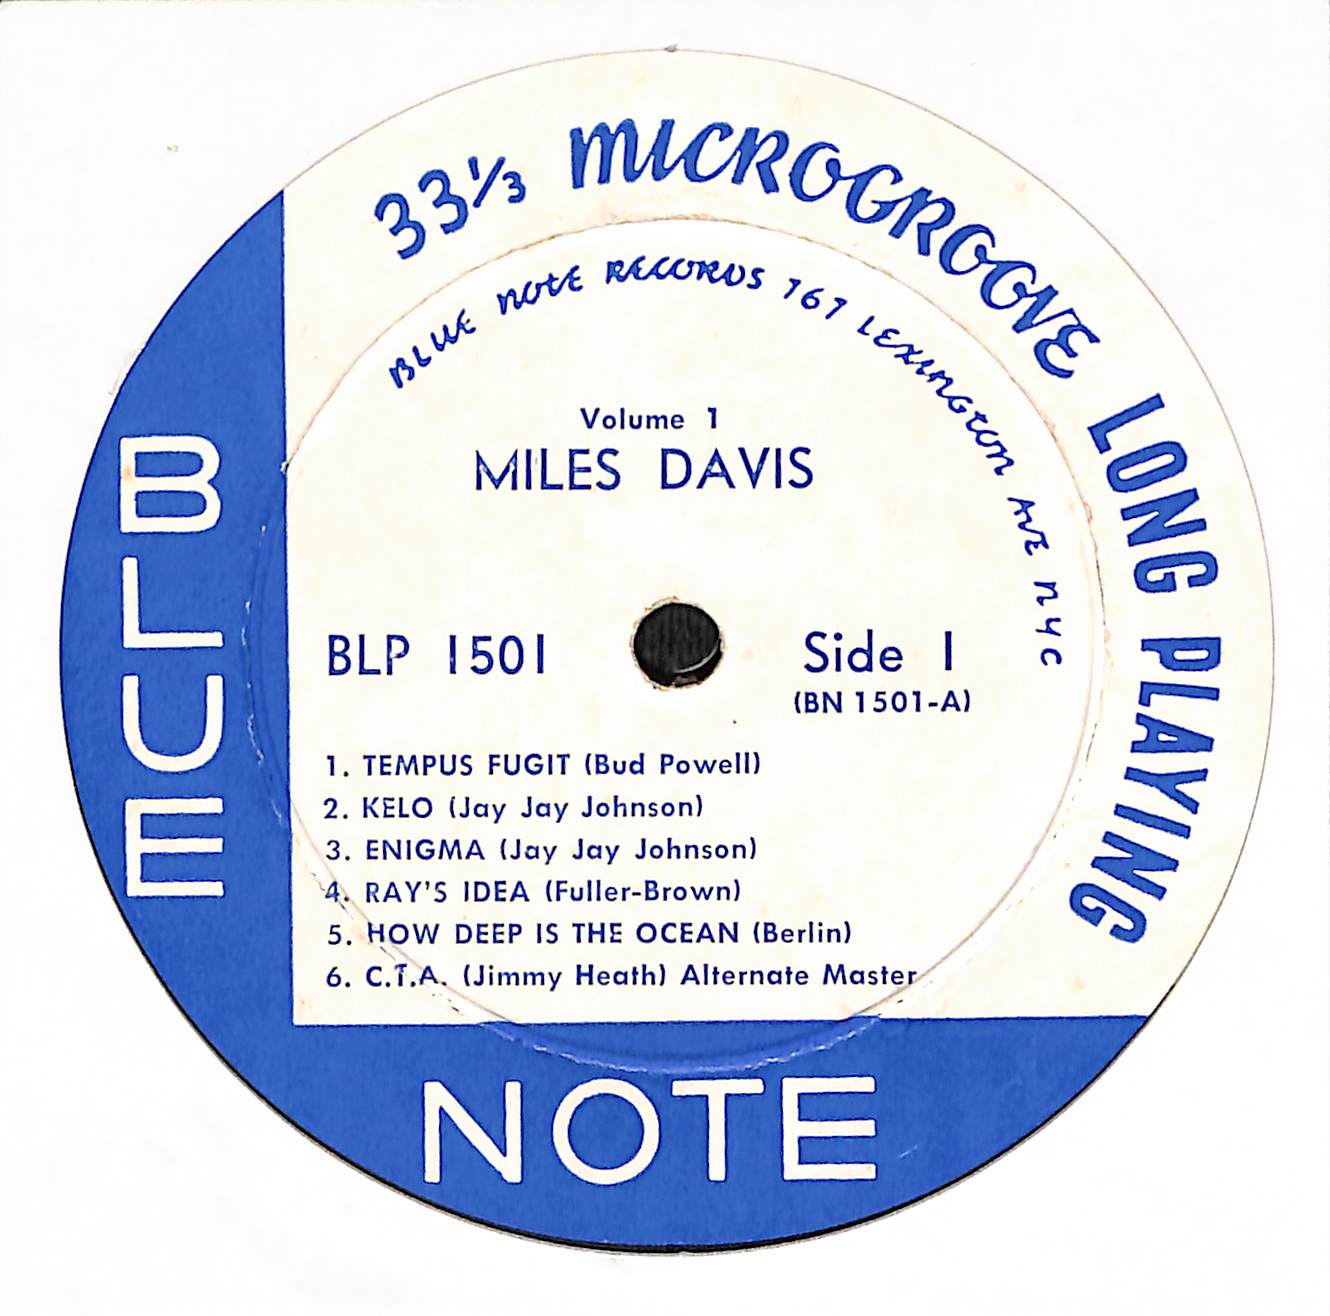 33⅓ MICROGROOVE LONG PLAYING
BLUE NOTE RECORDS 767 LEXINGTON AVE NYC
Volume 1
MILES DAVIS
BLP 1501
Side 1
(BN 1501-A)
1. TEMPUS FUGIT (Bud Powell)
2. KELO (Jay Jay Johnson)
3. ENIGMA (Jay Jay Johnson)
4. RAY'S IDEA (Fuller-Brown)
5. HOW DEEP IS THE OCEAN (Berlin)
6. C.T.A. (Jimmy Heath) Alternate Master
BLUE
NOTE